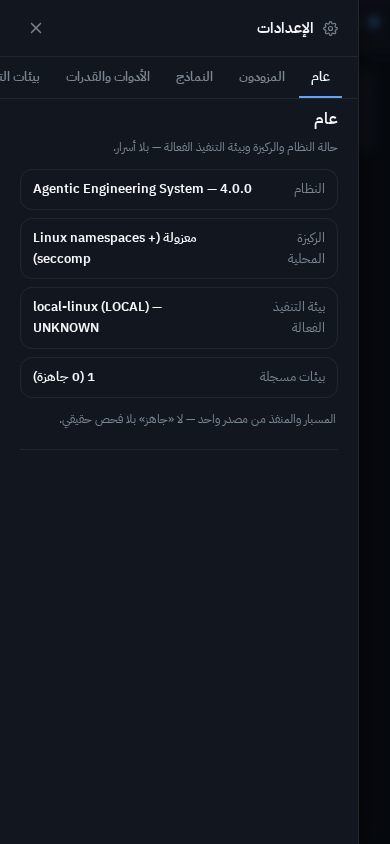 الإعدادات
عام
المزودون
النماذج
الأدوات والقدرات
بيئات
عام
حالة النظام والركيزة وبيئة التنفيذ الفعالة — بلا أسرار.
النظام
Agentic Engineering System — 4.0.0
الركيزة المحلية
معزولة (Linux namespaces + seccomp)
بيئة التنفيذ الفعالة
local-linux (LOCAL) — UNKNOWN
بيئات مسجلة
1 (0 جاهزة)
المسبار والمنفذ من مصدر واحد — لا «جاهز» بلا فحص حقيقي.